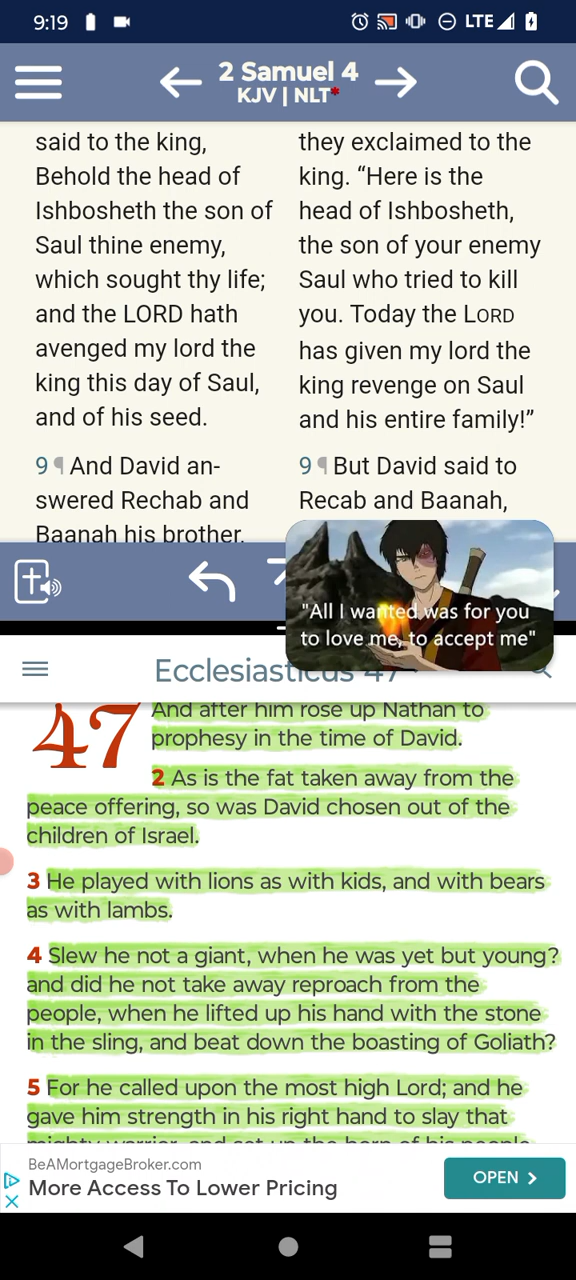 9:19
LTE
2 Samuel 4
KJV | NLT*
said to the king,
Behold the head of
Ishbosheth the son of
Saul thine enemy,
which sought thy life;
and the LORD hath
avenged my lord the
king this day of Saul,
and of his seed.
9 ¶ And David an-
swered Rechab and
Baanah his brother,
they exclaimed to the
king. “Here is the
head of Ishbosheth,
the son of your enemy
Saul who tried to kill
you. Today the LORD
has given my lord the
king revenge on Saul
and his entire family!”
9 ¶ But David said to
Recab and Baanah,
"All I wanted was for you
to love me, to accept me"
Ecclesiasticus 47
47
And after him rose up Nathan to
prophesy in the time of David.
2 As is the fat taken away from the
peace offering, so was David chosen out of the
children of Israel.
3 He played with lions as with kids, and with bears
as with lambs.
4 Slew he not a giant, when he was yet but young?
and did he not take away reproach from the
people, when he lifted up his hand with the stone
in the sling, and beat down the boasting of Goliath?
5 For he called upon the most high Lord; and he
gave him strength in his right hand to slay that
mighty warrior, and set up the horn of his people
BeAMortgageBroker.com
More Access To Lower Pricing
OPEN